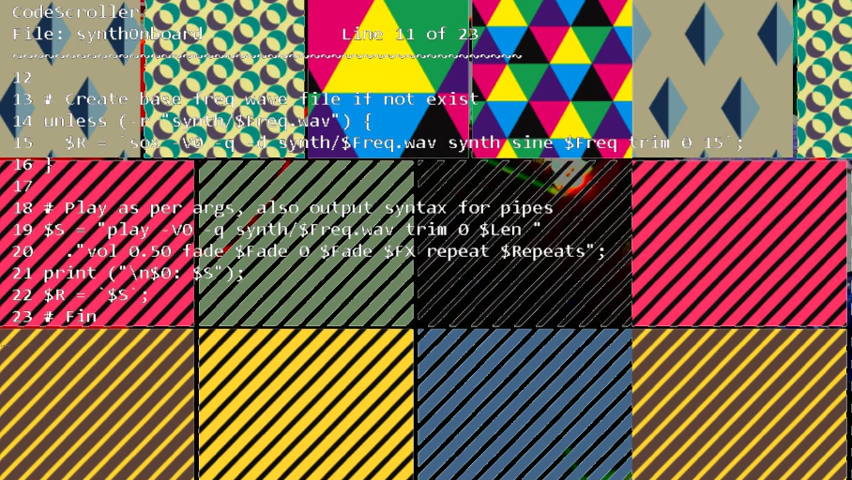 CodeScroller
File: synthOnboard Line 11 of 23
~~~~~~~~~~~~~~~~~~~~~~~~~~~~~~~~~~~~~~~~~~~~~~~~
12
13 # Create base freq wave file if not exist
14 unless (-r "synth/$Freq.wav") {
15 $R = `sox -V0 -q -d synth/$Freq.wav synth sine $Freq trim 0 15`;
16 }
17
18 # Play as per args, also output syntax for pipes
19 $S = "play -V0 -q synth/$Freq.wav trim 0 $Len "
20 ."vol 0.50 fade $Fade 0 $Fade $FX repeat $Repeats";
21 print ("\n$0: $S");
22 $R = `$S`;
23 # Fin